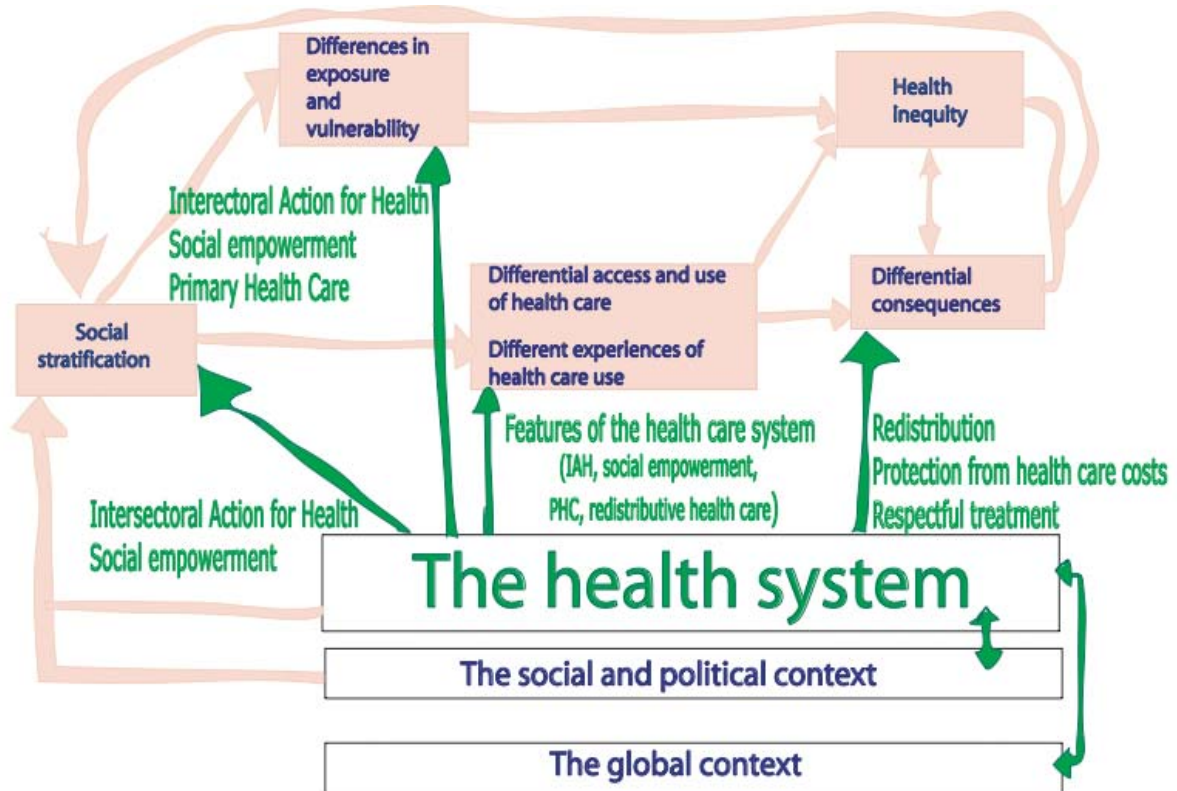 Differences in
exposure
and
vulnerability
Health
inequity
Interectoral Action for Health
Social empowerment
Primary Health Care
Differential access and use
of health care
Different experiences of
health care use
Differential
consequences
Social
stratification
Features of the health care system
(IAH, social empowerment,
PHC, redistributive health care)
Redistribution
Protection from health care costs
Respectful treatment
Intersectoral Action for Health
Social empowerment
The health system
The social and political context
The global context